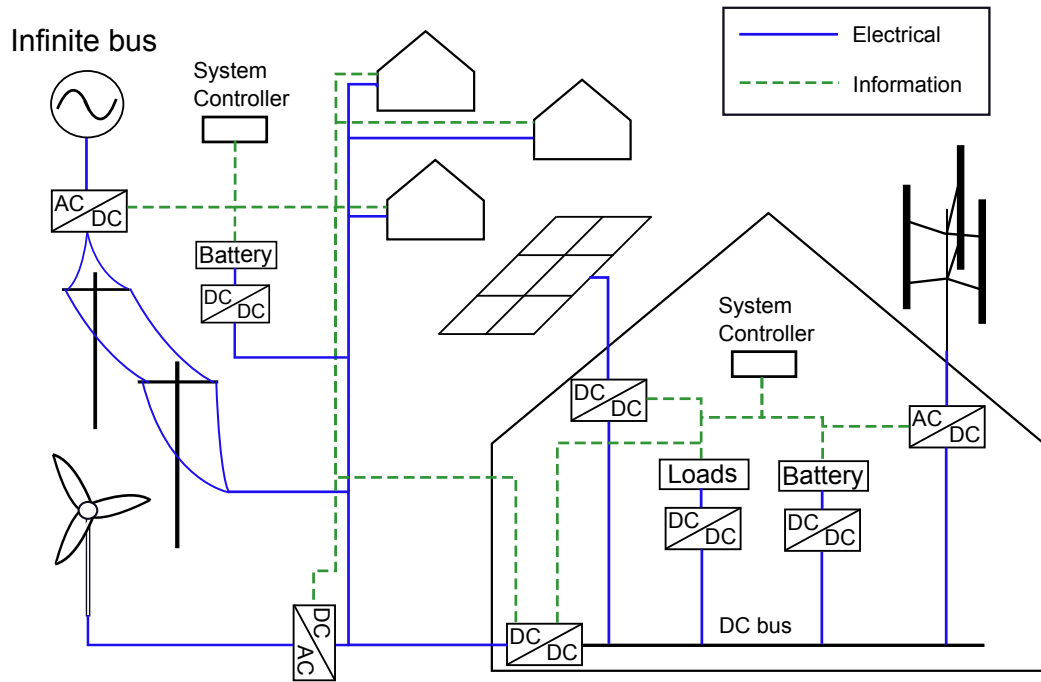 Infinite bus
System
Controller
Electrical
Information
AC
DC
Battery
DC
DC
System
Controller
DC
DC
AC
DC
Loads
Battery
DC
DC
DC
DC
DC
AC
DC
DC
DC bus